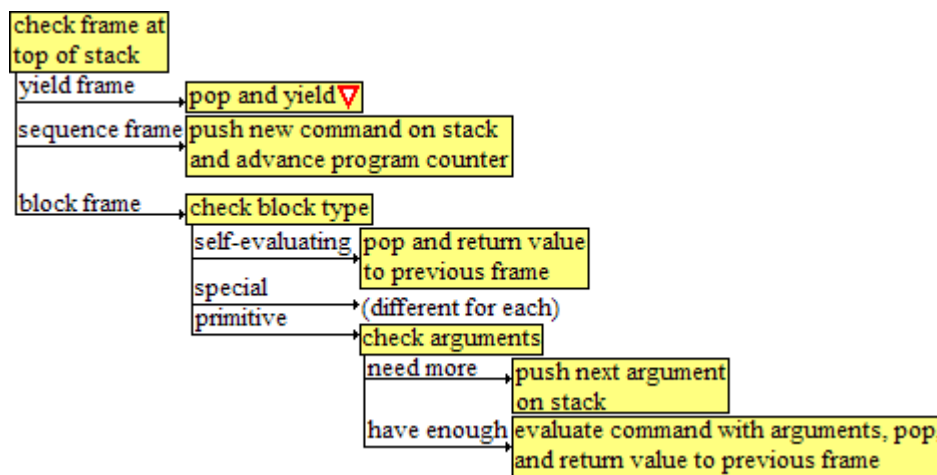 check frame at
top of stack
yield frame
pop and yield
sequence frame
push new command on stack
and advance program counter
block frame
check block type
self-evaluating
pop and return value
to previous frame
special
(different for each)
primitive
check arguments
need more
push next argument
on stack
have enough
evaluate command with arguments, pop,
and return value to previous frame